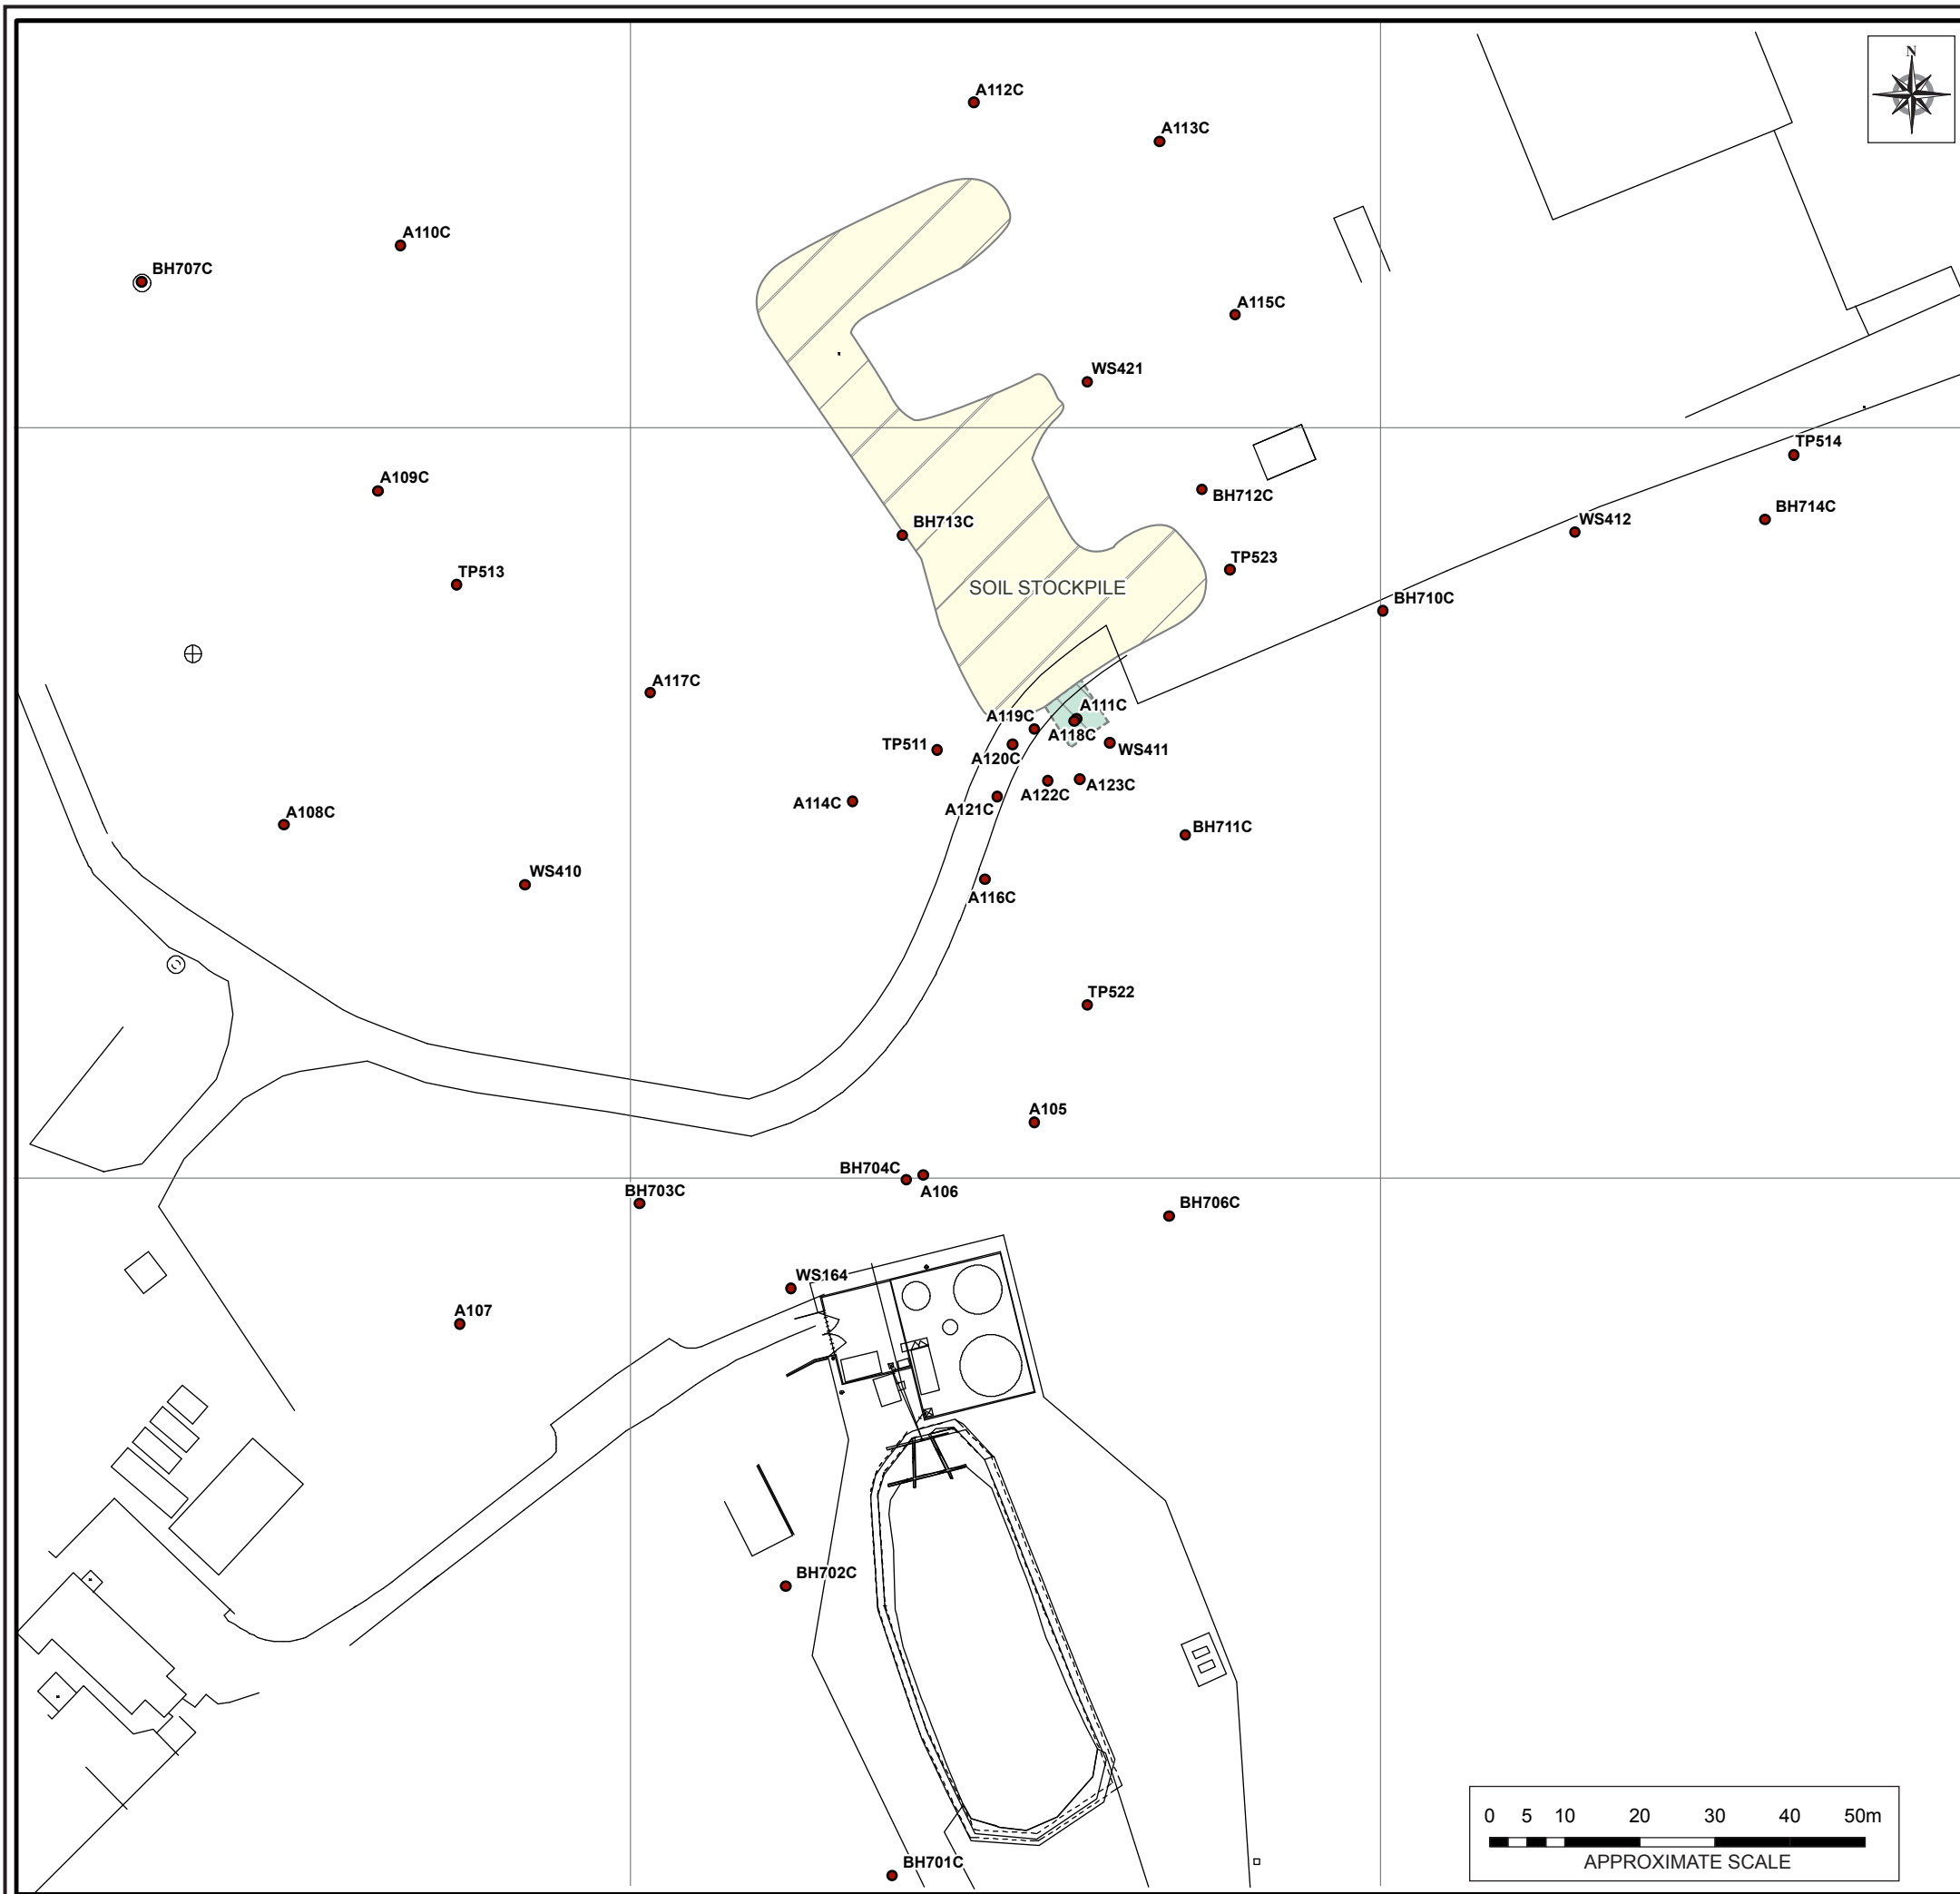 N
A112C
A113C
A110C
BH707C
A115C
WS421
TP514
A109C
BH712C
BH714C
BH713C
WS412
TP513
TP523
SOIL STOCKPILE
BH710C
A117C
A111C
A119C
A118C
TP511
WS411
A120C
A123C
A122C
A114C
A121C
A108C
BH711C
WS410
A116C
TP522
A105
BH704C
BH703C
A106
BH706C
WS164
A107
BH702C
0 5 10 20 30 40 50m
APPROXIMATE SCALE
BH701C